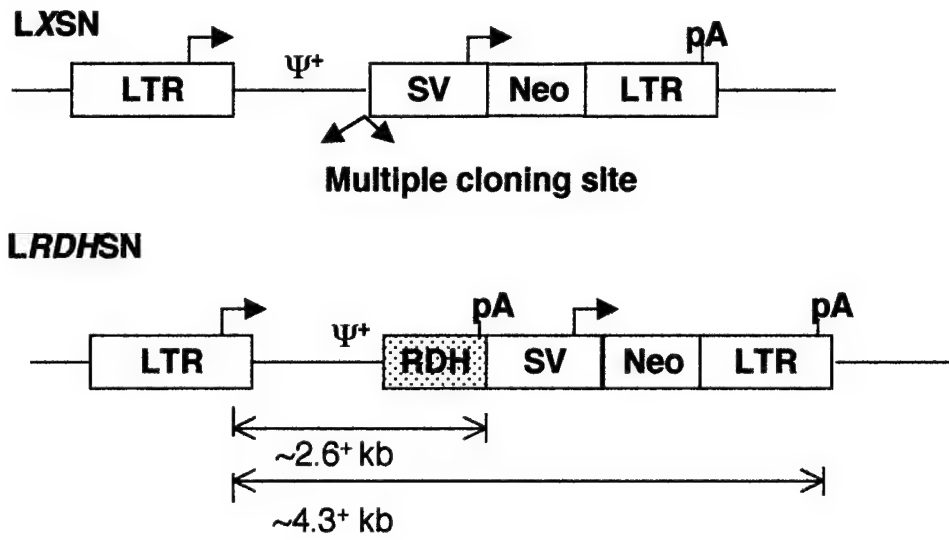 LXSN
pA
LTR Ψ+ SV Neo LTR
Multiple cloning site
LRDHSN
pA pA
LTR Ψ+ RDH SV Neo LTR
~2.6+ kb
~4.3+ kb